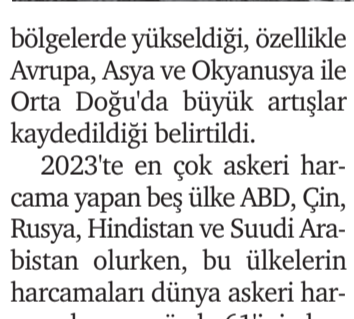 bölgelerde yükseldiği, özellikle
Avrupa, Asya ve Okyanusya ile
Orta Doğu'da büyük artışlar
kaydedildiği belirtildi.
2023'te en çok askeri har-
cama yapan beş ülke ABD, Çin,
Rusya, Hindistan ve Suudi Ara-
bistan olurken, bu ülkelerin
harcamaları dünya askeri har-